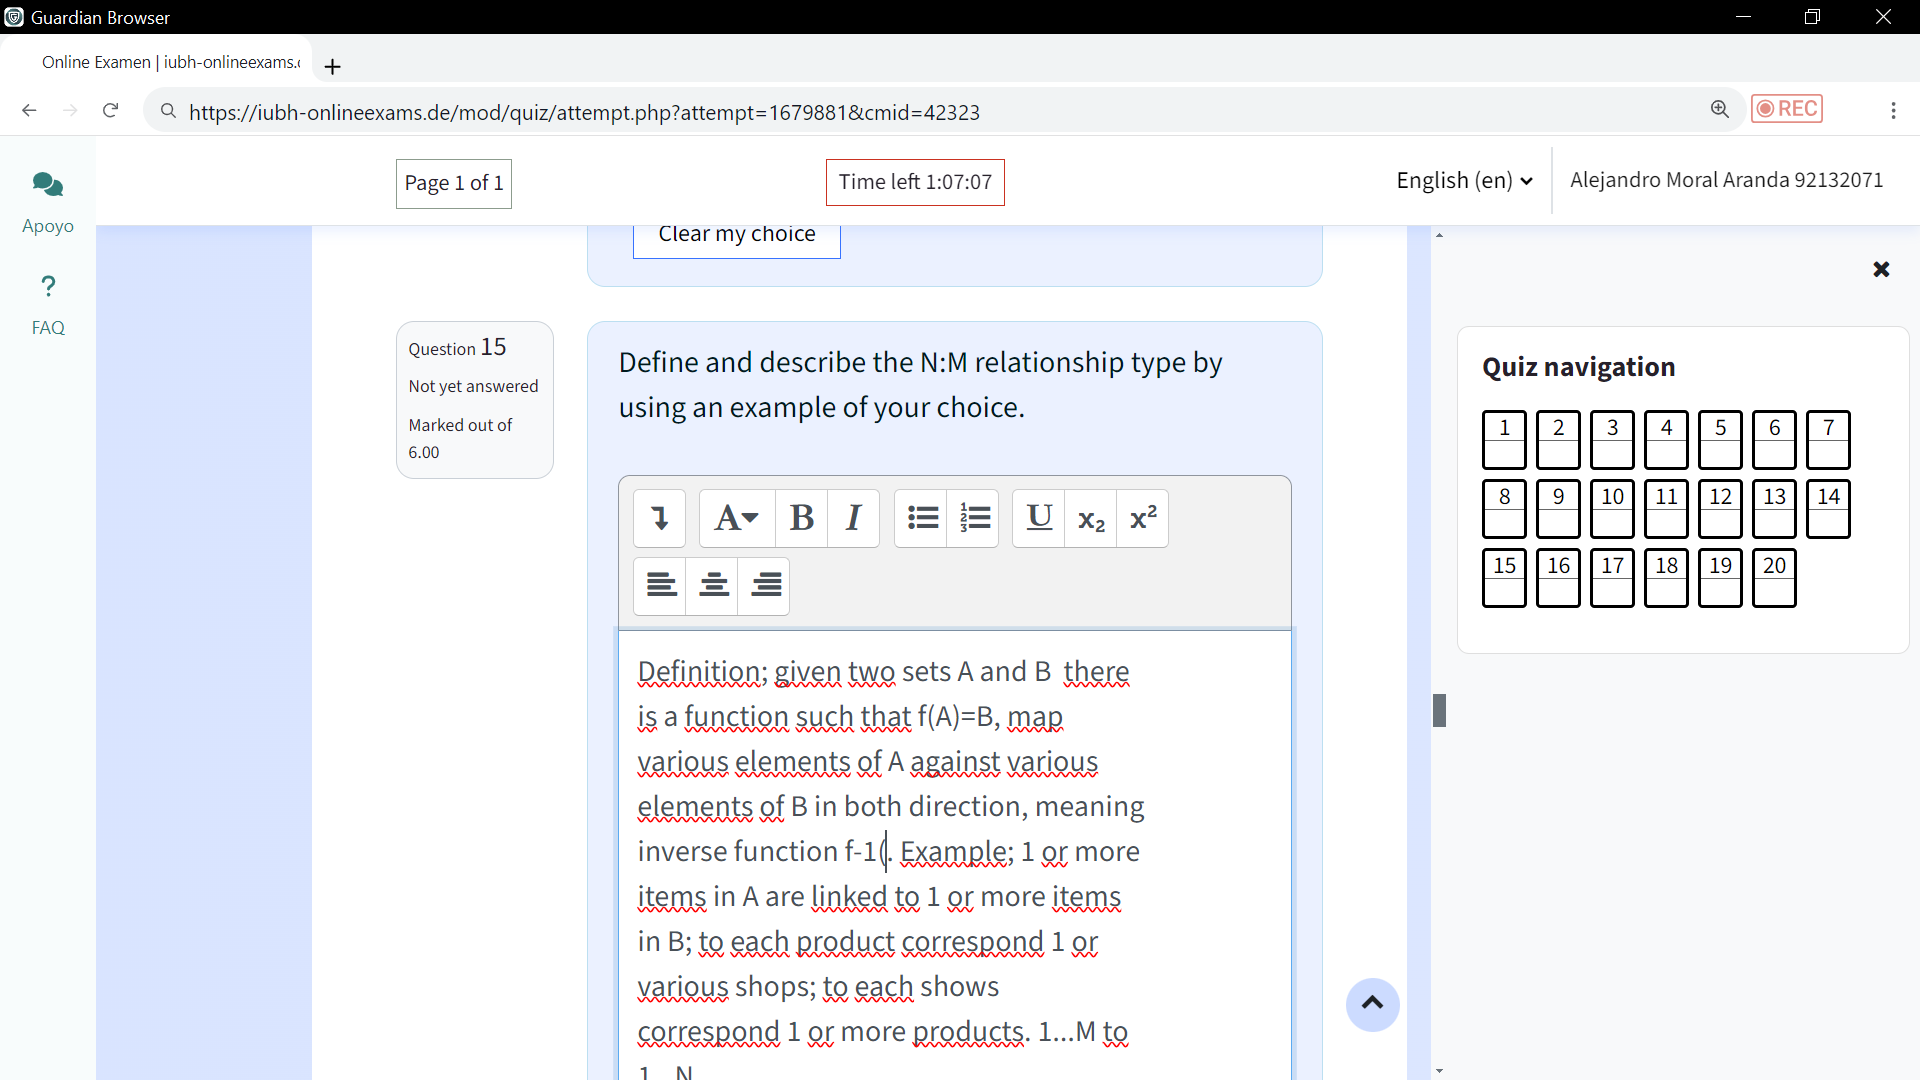 Guardian Browser
Online Examen | iubh-onlineexams.
https://iubh-onlineexams.de/mod/quiz/attempt.php?attempt=1679881&cmid=42323
REC
Apoyo
FAQ
Page 1 of 1
Time left 1:07:07
English (en)
Alejandro Moral Aranda 92132071
Clear my choice
Question 15
Not yet answered
Marked out of
6.00
Define and describe the N:M relationship type by
using an example of your choice.
A B I U x₂ x²
Definition; given two sets A and B  there
is a function such that f(A)=B, map
various elements of A against various
elements of B in both direction, meaning
inverse function f-1(. Example; 1 or more
items in A are linked to 1 or more items
in B; to each product correspond 1 or
various shops; to each shows
correspond 1 or more products. 1...M to
1...N
Quiz navigation
1 2 3 4 5 6 7
8 9 10 11 12 13 14
15 16 17 18 19 20